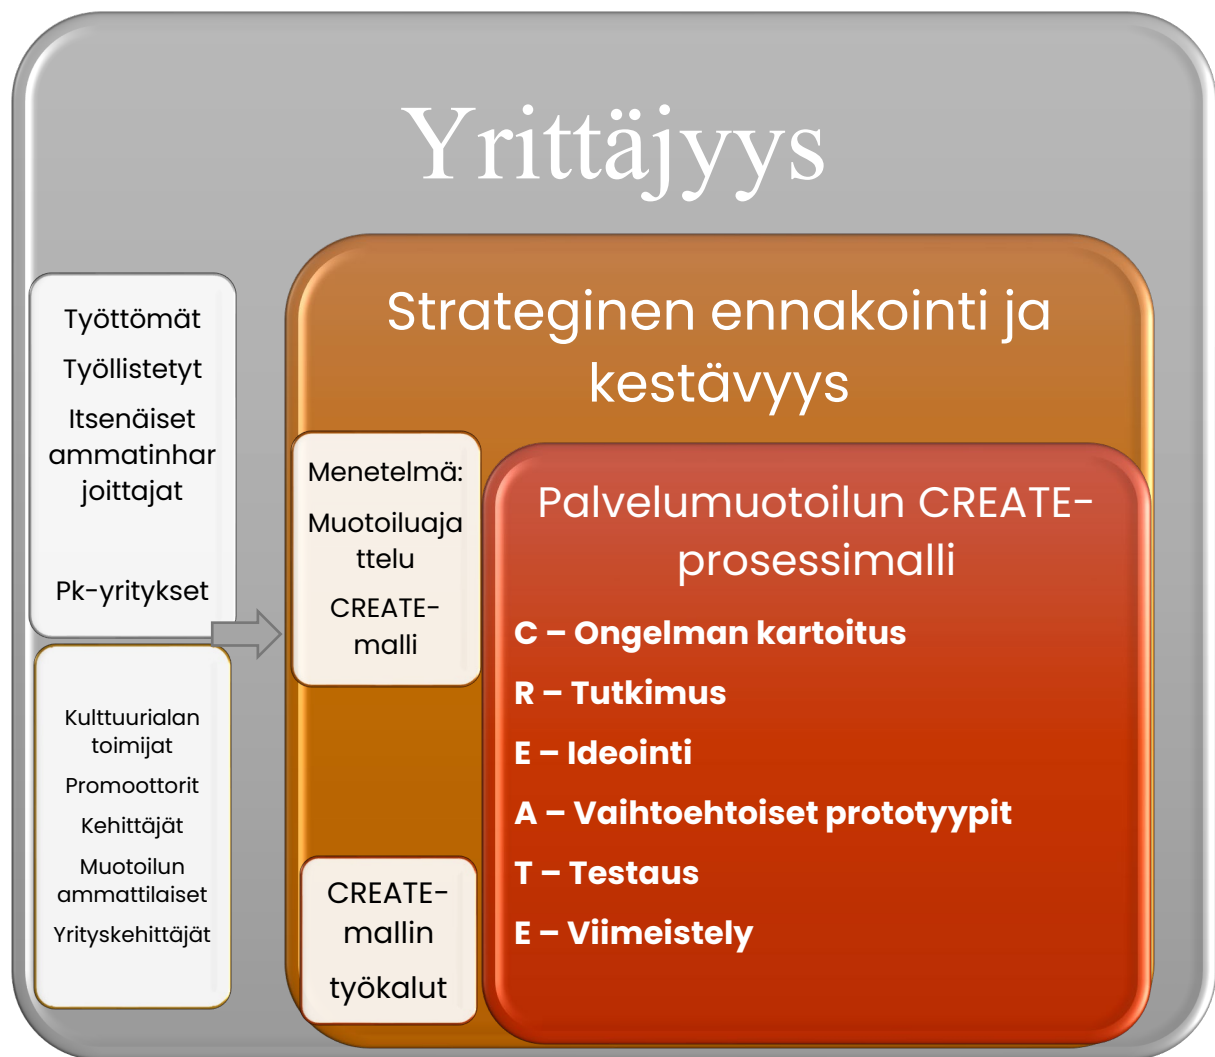 Yrittäjyys
Työttömät
Työllistetyt
Itsenäiset
ammatinhar
joittajat
Pk-yritykset
Kulttuurialan
toimijat
Promoottorit
Kehittäjät
Muotoilun
ammattilaiset
Yrityskehittäjät
Strateginen ennakointi ja
kestävyys
Menetelmä:
Muotoiluaja
ttelu
CREATE-
malli
CREATE-
mallin
työkalut
Palvelumuotoilun CREATE-
prosessimalli
C – Ongelman kartoitus
R – Tutkimus
E – Ideointi
A – Vaihtoehtoiset prototyypit
T – Testaus
E – Viimeistely